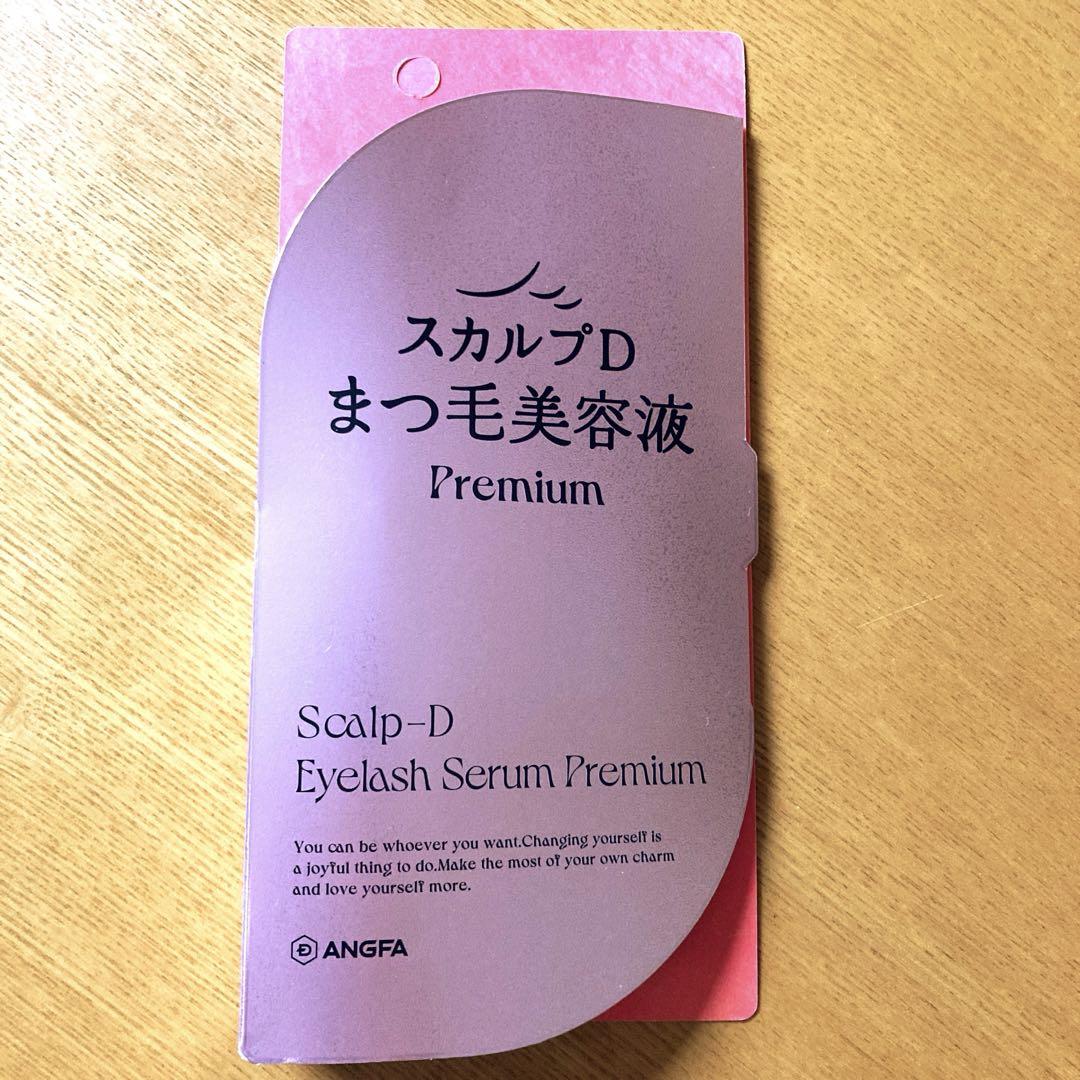 スカルプD
まつ毛美容液
Premium
Scalp-D
Eyelash Serum Premium
You can be whoever you want.Changing yourself is
a joyful thing to do.Make the most of your own charm
and love yourself more.
ANGFA